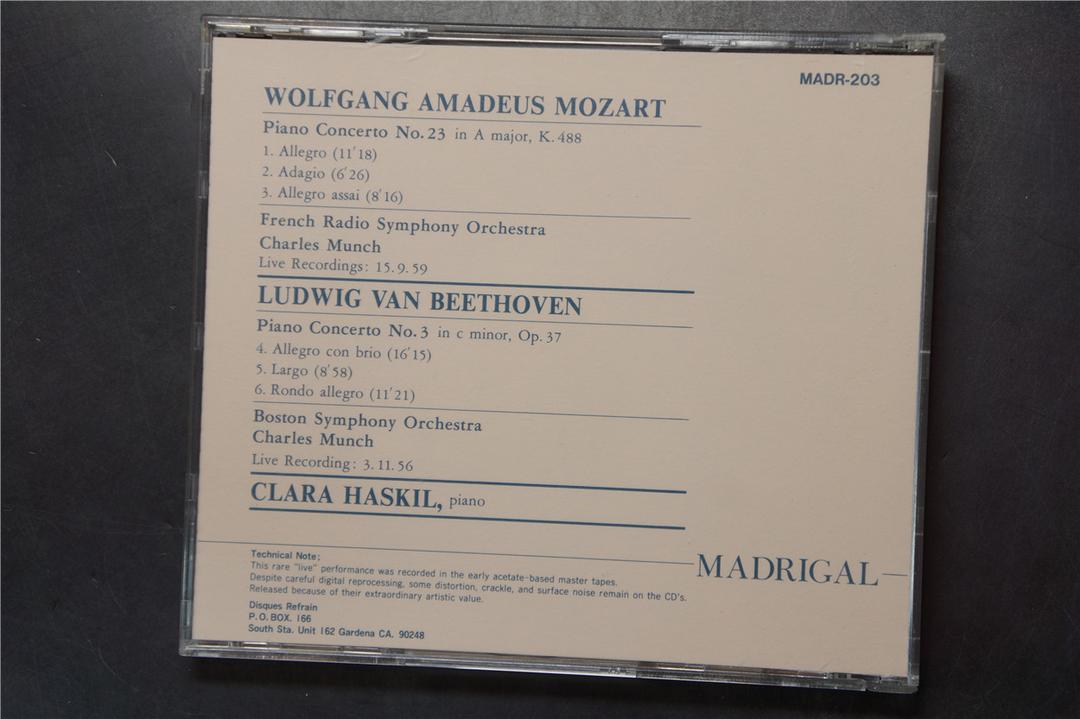 MADR-203
WOLFGANG AMADEUS MOZART
Piano Concerto No. 23 in A major, K. 488
1. Allegro (11'18)
2. Adagio (6'26)
3. Allegro assai (8'16)
French Radio Symphony Orchestra
Charles Munch
Live Recordings: 15.9.59
LUDWIG VAN BEETHOVEN
Piano Concerto No. 3 in c minor, Op. 37
4. Allegro con brio (16'15)
5. Largo (8'58)
6. Rondo allegro (11'21)
Boston Symphony Orchestra
Charles Munch
Live Recording: 3.11.56
CLARA HASKIL, piano
MADRIGAL
Technical Note;
This rare "live" performance was recorded in the early acetate-based master tapes.
Despite careful digital reprocessing, some distortion, crackle, and surface noise remain on the CD's.
Released because of their extraordinary artistic value.
Disques Refrain
P.O. BOX. 166
South Sta. Unit 162 Gardena CA. 90248